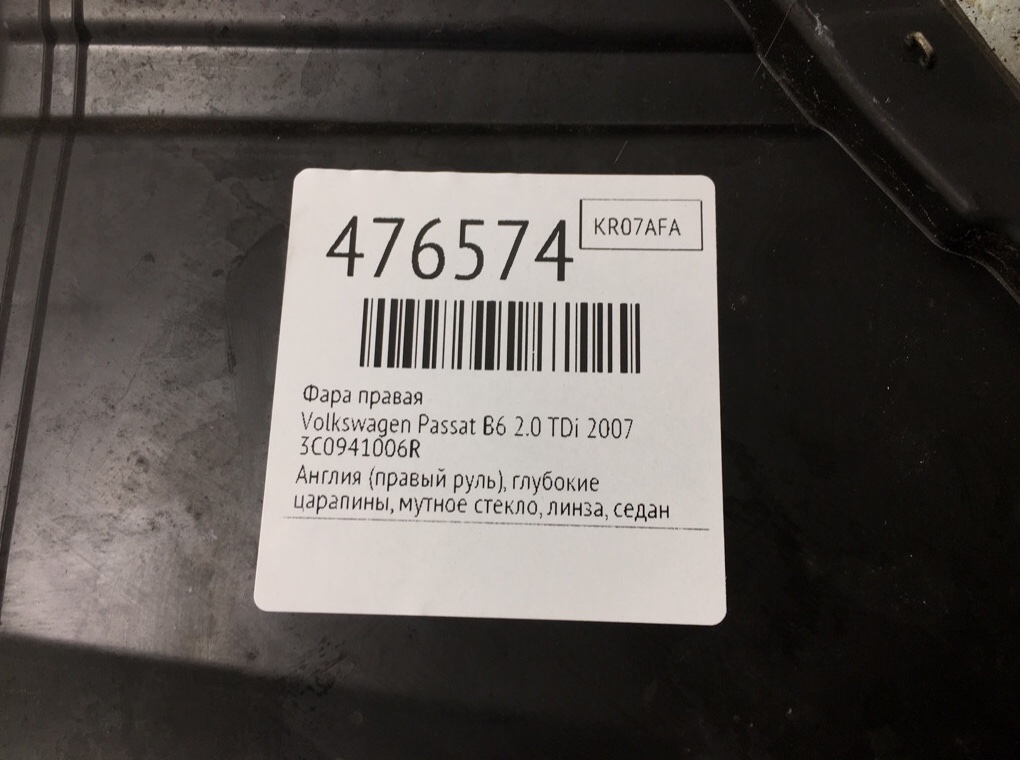 476574
KR07AFA
Фара правая
Volkswagen Passat B6 2.0 TDi 2007
3C0941006R
Англия (правый руль), глубокие
царапины, мутное стекло, линза, седан